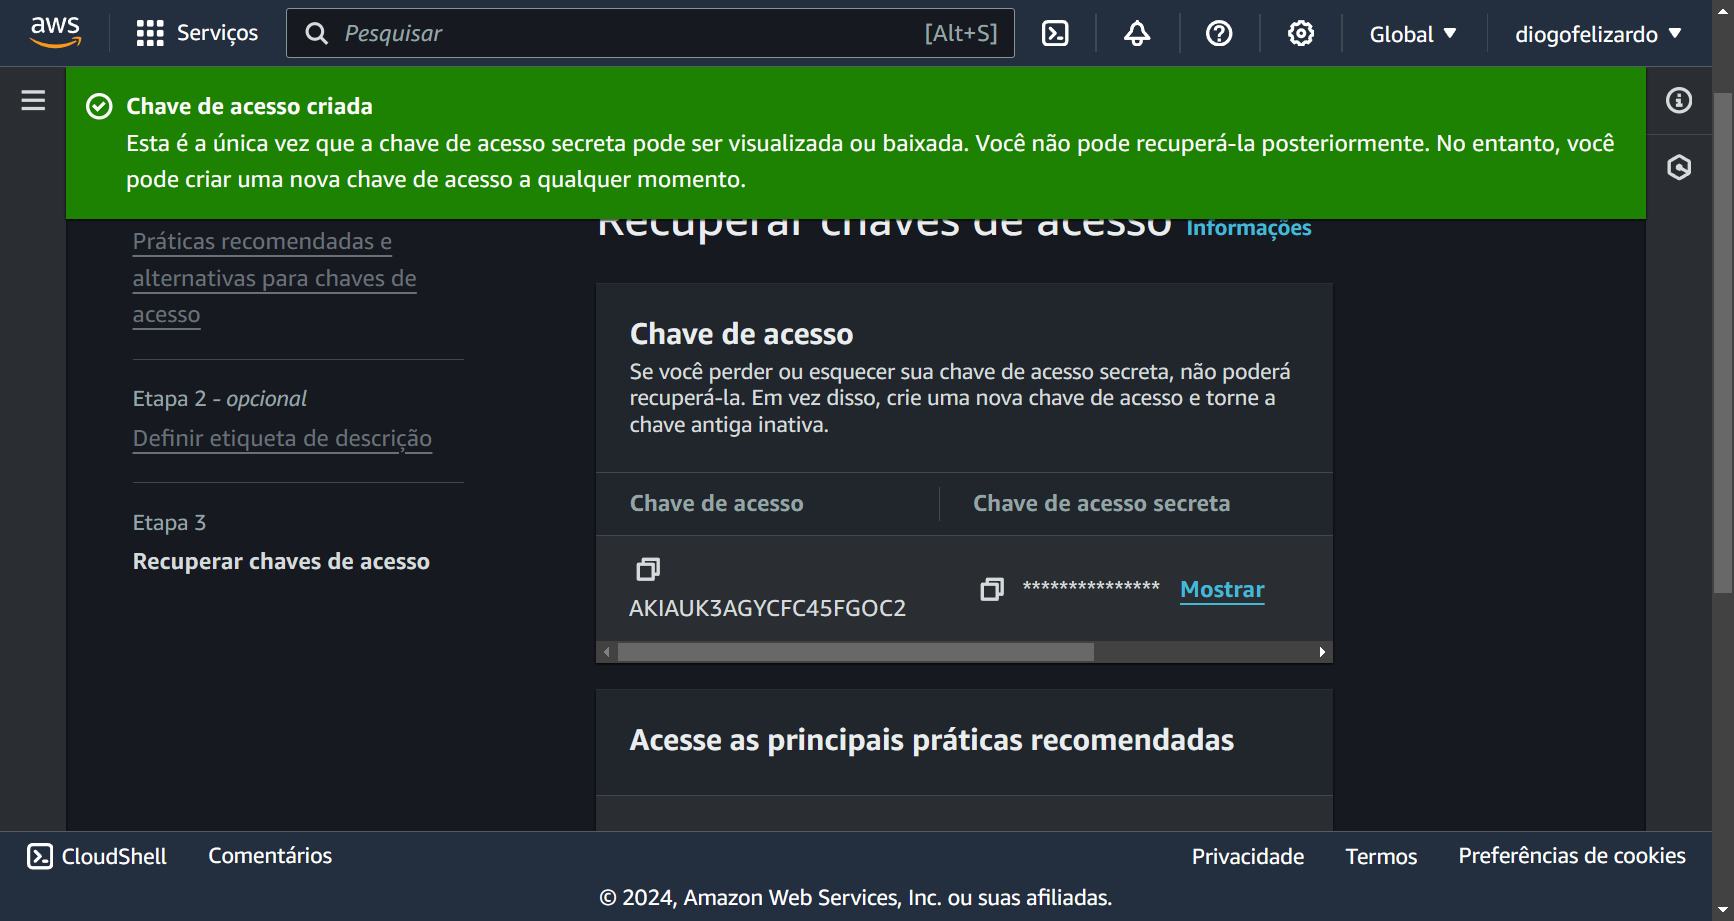 aws
Serviços
Pesquisar
[Alt+S]
Global
diogofelizardo
Chave de acesso criada
Esta é a única vez que a chave de acesso secreta pode ser visualizada ou baixada. Você não pode recuperá-la posteriormente. No entanto, você
pode criar uma nova chave de acesso a qualquer momento.
Práticas recomendadas e
alternativas para chaves de
acesso
Etapa 2 - opcional
Definir etiqueta de descrição
Etapa 3
Recuperar chaves de acesso
Recuperar chaves de acesso Informações
Chave de acesso
Se você perder ou esquecer sua chave de acesso secreta, não poderá
recuperá-la. Em vez disso, crie uma nova chave de acesso e torne a
chave antiga inativa.
Chave de acesso
Chave de acesso secreta
AKIAUK3AGYCFC45FGOC2
*************** Mostrar
Acesse as principais práticas recomendadas
CloudShell
Comentários
Privacidade
Termos
Preferências de cookies
© 2024, Amazon Web Services, Inc. ou suas afiliadas.